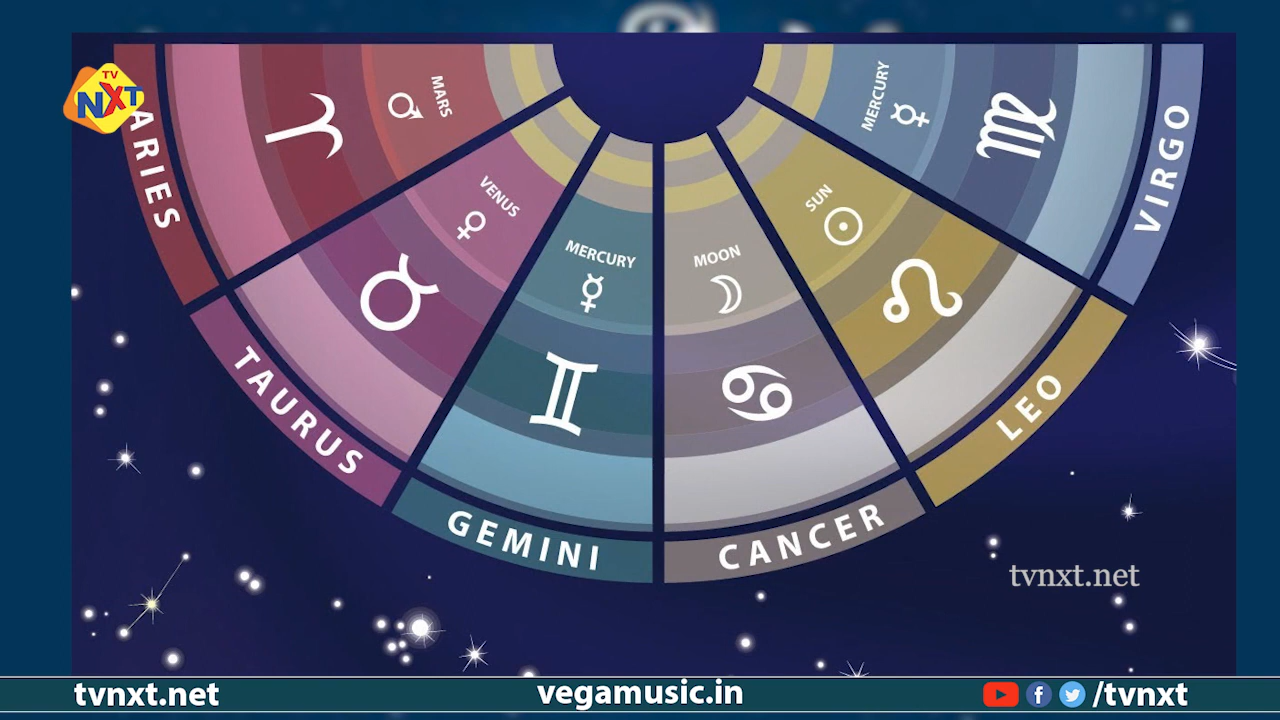 TV
NXT
ARIES
MARS
TAURUS
VENUS
GEMINI
MERCURY
CANCER
MOON
LEO
SUN
VIRGO
MERCURY
tvnxt.net
tvnxt.net
vegamusic.in
/tvnxt